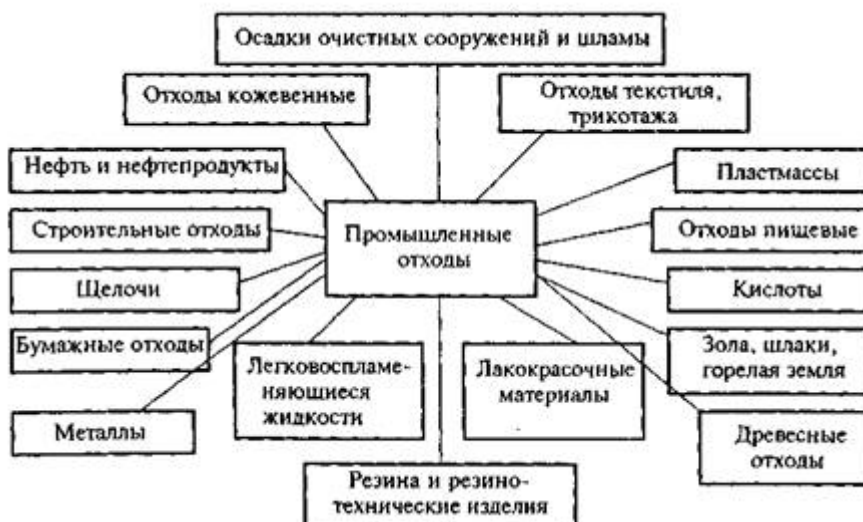 Осадки очистных сооружений и шламы
Отходы кожевенные
Отходы текстиля,
трикотажа
Нефть и нефтепродукты
Пластмассы
Строительные отходы
Промышленные
отходы
Отходы пищевые
Щелочи
Кислоты
Бумажные отходы
Легковоспламе-
няющиеся
жидкости
Лакокрасочные
материалы
Зола, шлаки,
горелая земля
Металлы
Древесные
отходы
Резина и резино-
технические изделия